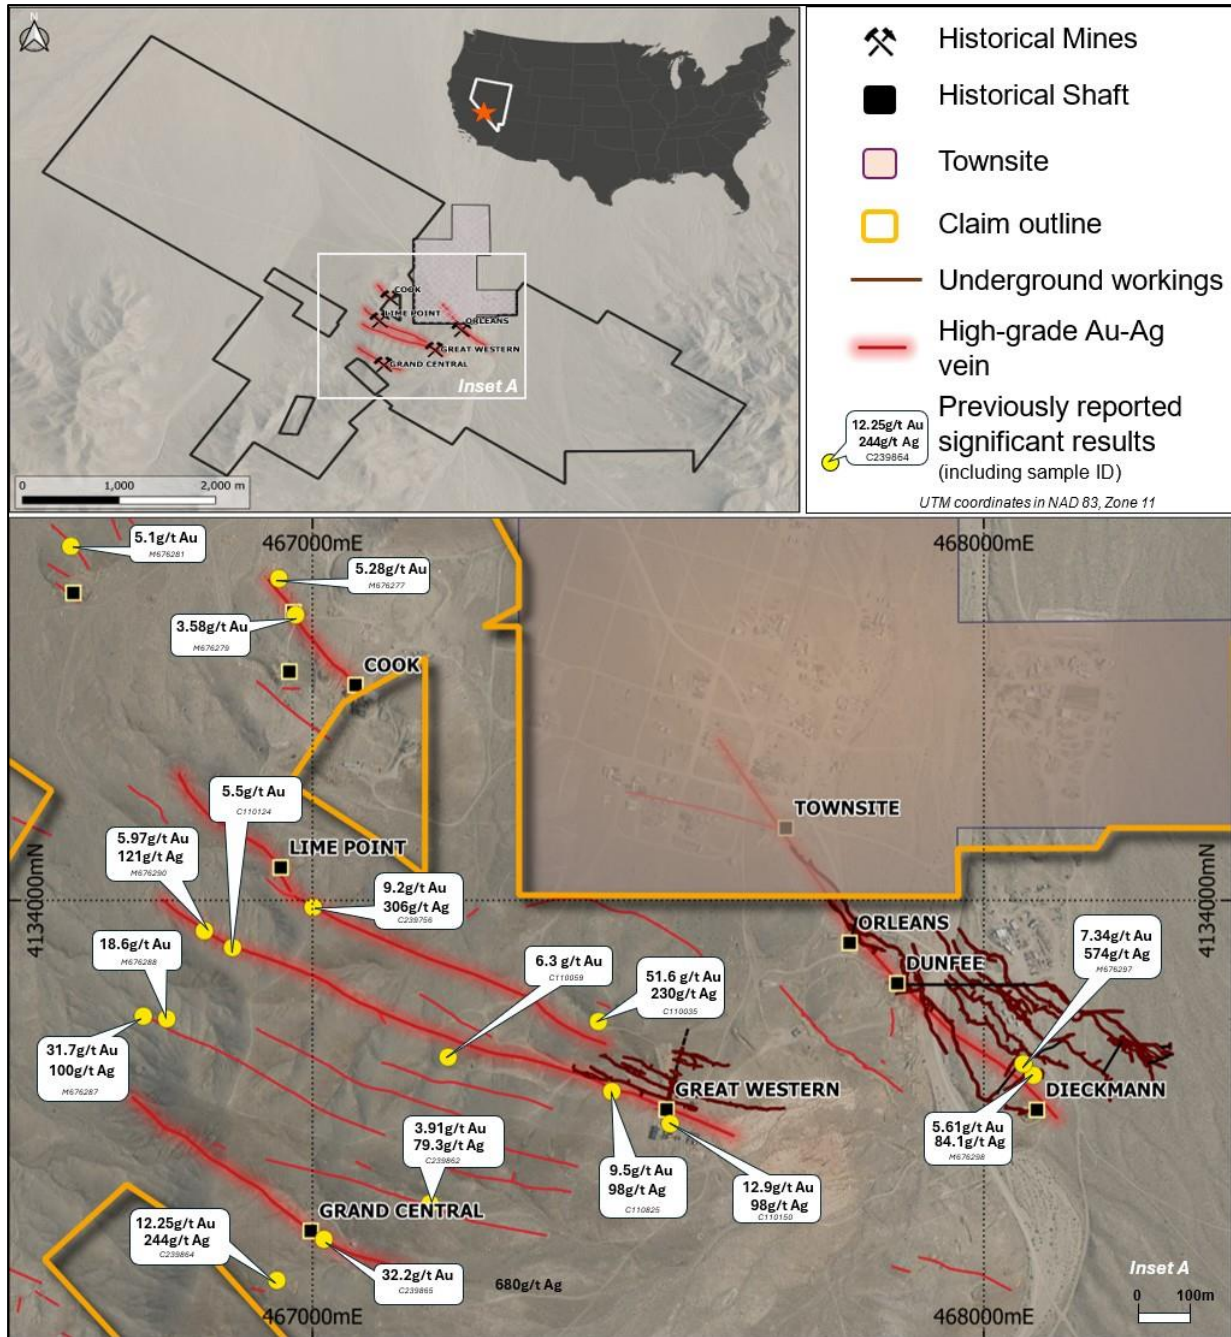 N
COOK
LIME POINT
ORLEANS
GREAT WESTERN
GRAND CENTRAL
Inset A
0 1,000 2,000 m
Historical Mines
Historical Shaft
Townsite
Claim outline
Underground workings
High-grade Au-Ag
vein
12.25g/t Au
244g/t Ag
C239864
Previously reported
significant results
(including sample ID)
UTM coordinates in NAD 83, Zone 11
467000mE
468000mE
5.1g/t Au
M676281
5.28g/t Au
M676277
3.58g/t Au
M676279
COOK
5.5g/t Au
C110124
TOWNSITE
5.97g/t Au
121g/t Ag
M676290
LIME POINT
9.2g/t Au
306g/t Ag
C239756
4134000mN
4134000mN
ORLEANS
18.6g/t Au
M676288
6.3 g/t Au
C110059
51.6 g/t Au
230g/t Ag
C110035
DUNFEE
7.34g/t Au
574g/t Ag
M676297
31.7g/t Au
100g/t Ag
M676287
GREAT WESTERN
DIECKMANN
3.91g/t Au
79.3g/t Ag
C239862
5.61g/t Au
84.1g/t Ag
M676298
9.5g/t Au
98g/t Ag
C110825
12.9g/t Au
98g/t Ag
C110150
GRAND CENTRAL
12.25g/t Au
244g/t Ag
C239864
32.2g/t Au
C239865
680g/t Ag
Inset A
0 100m
467000mE
468000mE